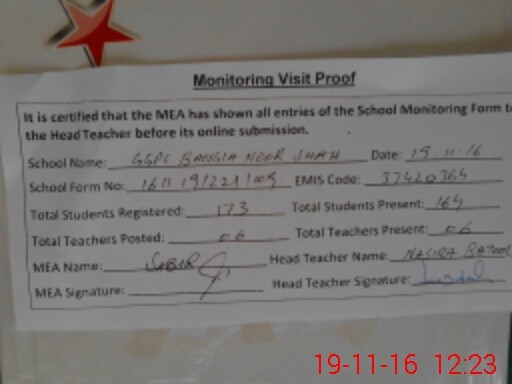 Monitoring Visit Proof
It is certified that the MEA has shown all entries of the School Monitoring Form to
the Head Teacher before its online submission.
School Name: GGPS BANGLA NOOR SHAH Date: 19.11.16
School Form No: EMIS Code: 37420364
Total Students Registered: 173 Total Students Present: 164
Total Teachers Posted: 06 Total Teachers Present: 06
MEA Name: SABIR Head Teacher Name: NASIRA BATOOL
MEA Signature: Head Teacher Signature:
19-11-16 12:23